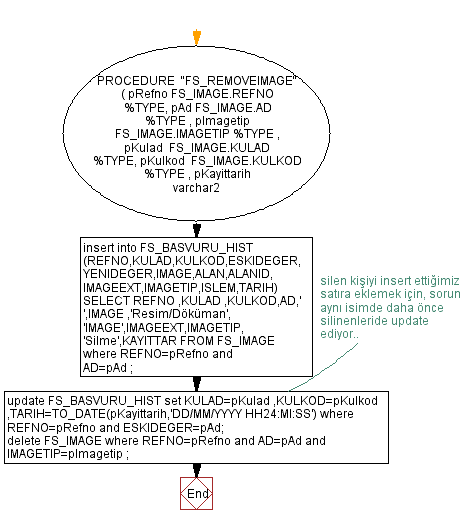 PROCEDURE "FS_REMOVEIMAGE"
( pRefno FS_IMAGE.REFNO
%TYPE, pAd FS_IMAGE.AD
%TYPE , pImagetip
FS_IMAGE.IMAGETIP %TYPE ,
pKulad FS_IMAGE.KULAD
%TYPE, pKulkod FS_IMAGE.KULKOD
%TYPE , pKayittarih
varchar2
insert into FS_BASVURU_HIST
(REFNO,KULAD,KULKOD,ESKIDEGER,
YENIDEGER,IMAGE,ALAN,ALANID,
IMAGEEXT,IMAGETIP,ISLEM,TARIH)
SELECT REFNO ,KULAD ,KULKOD,AD,'
',IMAGE ,'Resim/Döküman',
'IMAGE',IMAGEEXT,IMAGETIP,
'Silme',KAYITTAR FROM FS_IMAGE
where REFNO=pRefno and
AD=pAd ;
silen kişiyi insert ettiğimiz
satıra eklemek için, sorun
aynı isimde daha önce
silinenleride update
ediyor..
update FS_BASVURU_HIST set KULAD=pKulad ,KULKOD=pKulkod
,TARIH=TO_DATE(pKayittarih,'DD/MM/YYYY HH24:MI:SS') where
REFNO=pRefno and ESKIDEGER=pAd;
delete FS_IMAGE where REFNO=pRefno and AD=pAd and
IMAGETIP=pImagetip ;
End